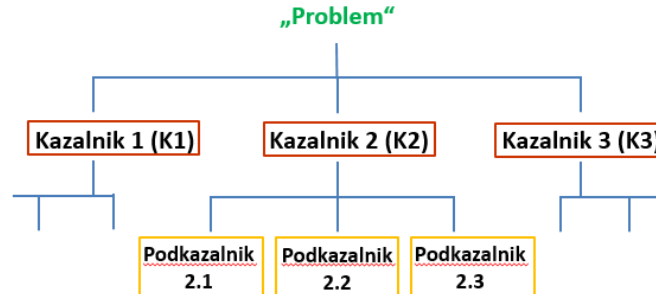 „Problem“
Kazalnik 1 (K1)
Kazalnik 2 (K2)
Kazalnik 3 (K3)
Podkazalnik
2.1
Podkazalnik
2.2
Podkazalnik
2.3